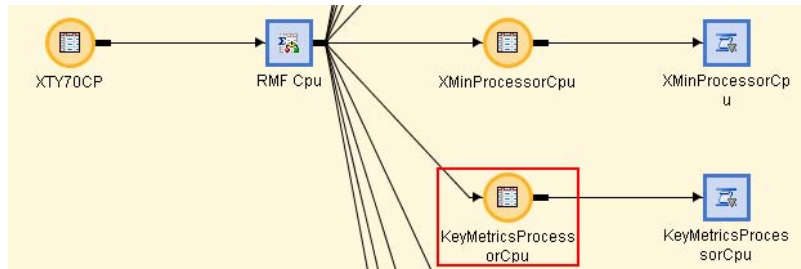 XTY70CP
RMF Cpu
XMinProcessorCpu
XMinProcessorCp
u
KeyMetricsProcess
orCpu
KeyMetricsProces
sorCpu